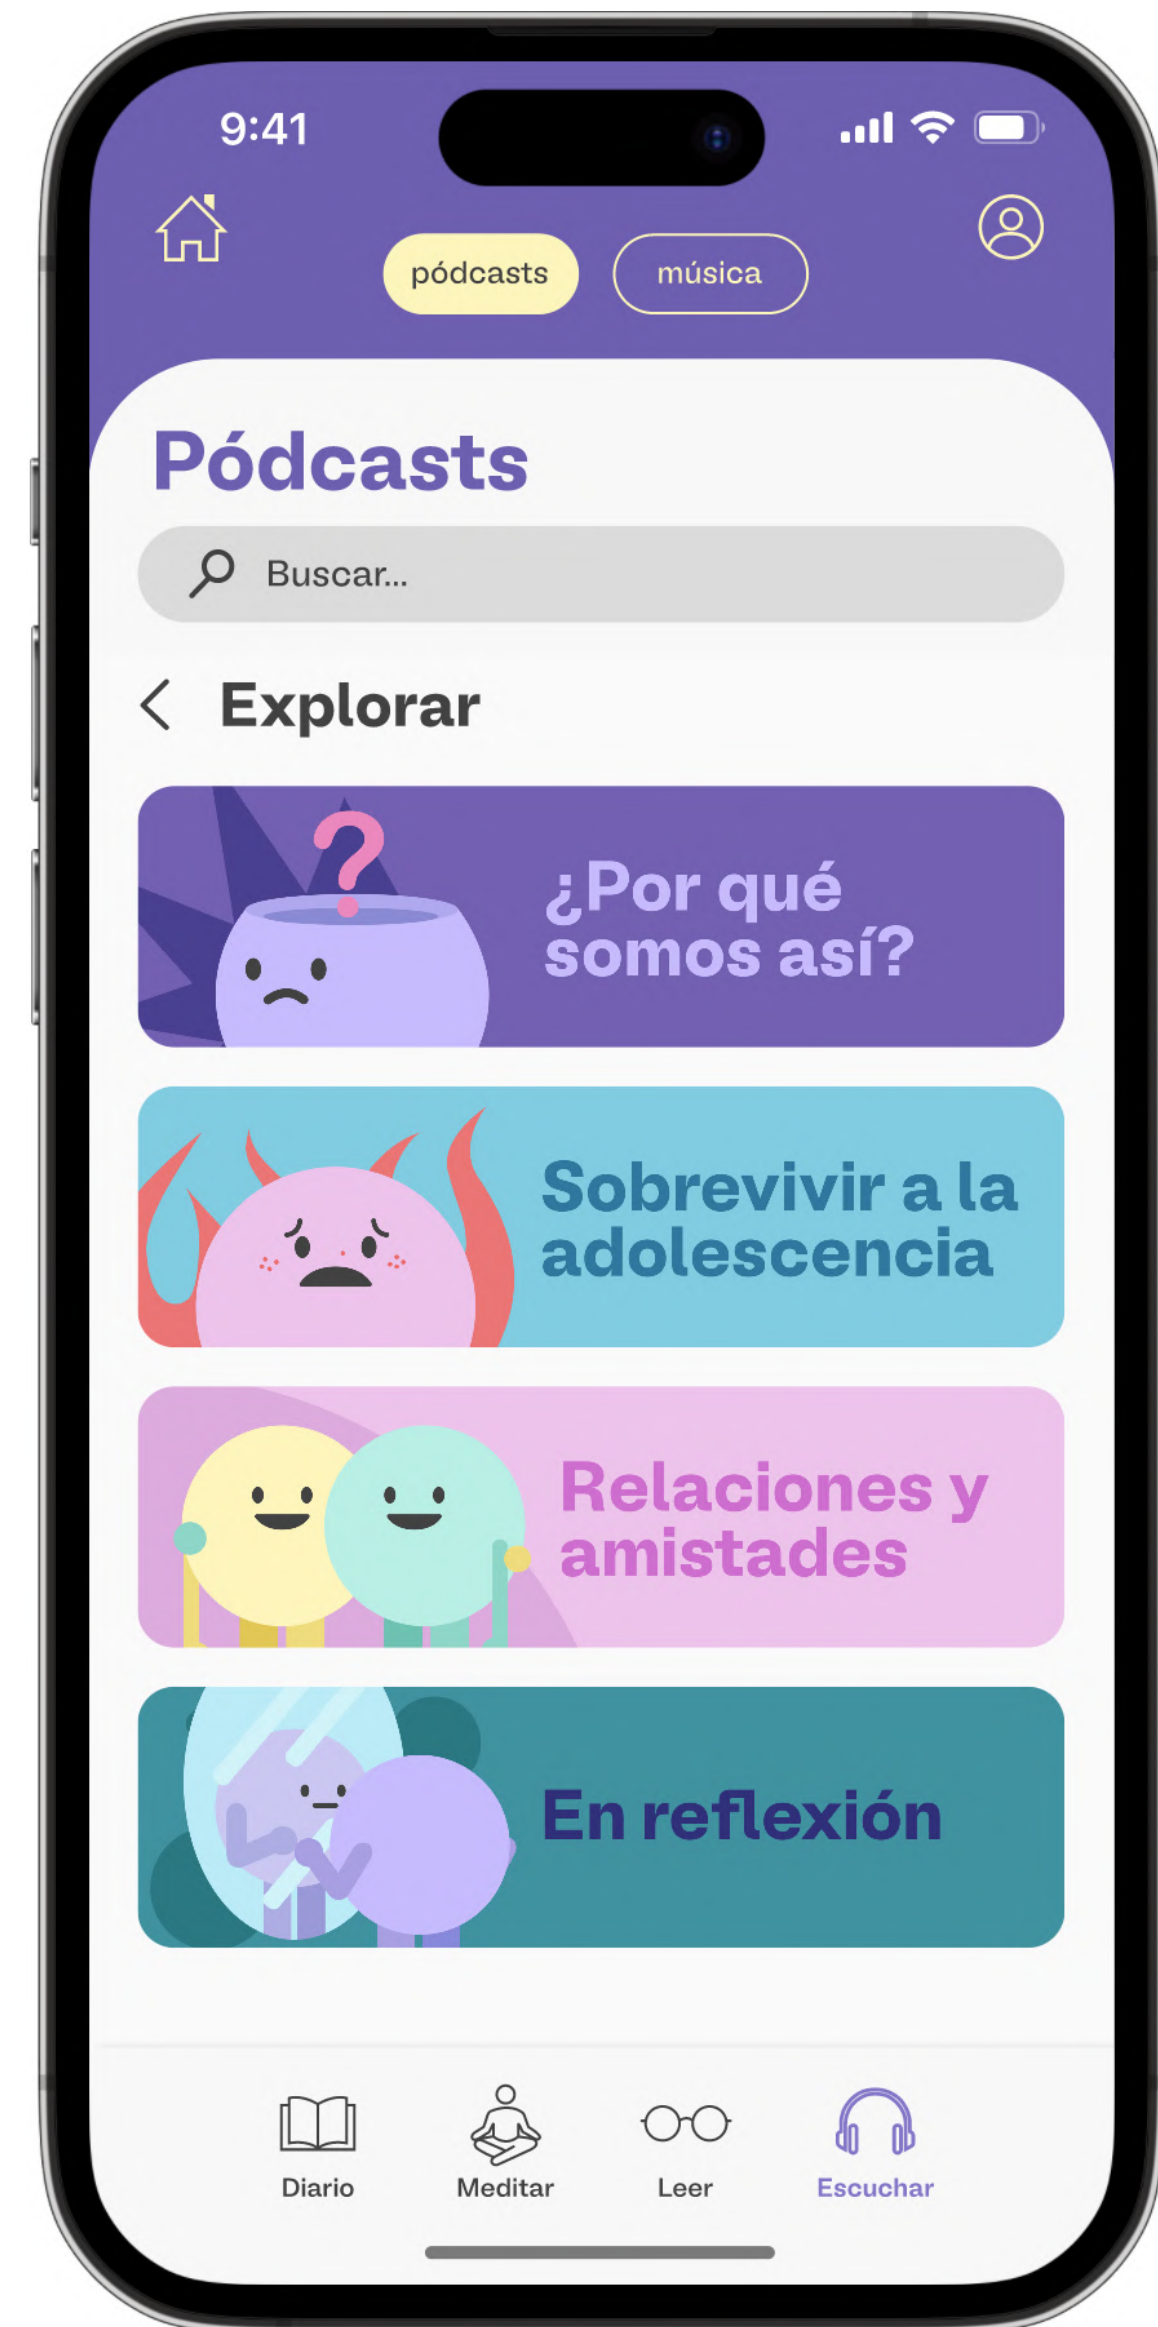 9:41
pódcasts
música
Pódcasts
Buscar...
Explorar
?
¿Por qué
somos así?
Sobrevivir a la
adolescencia
Relaciones y
amistades
En reflexión
Diario
Meditar
Leer
Escuchar